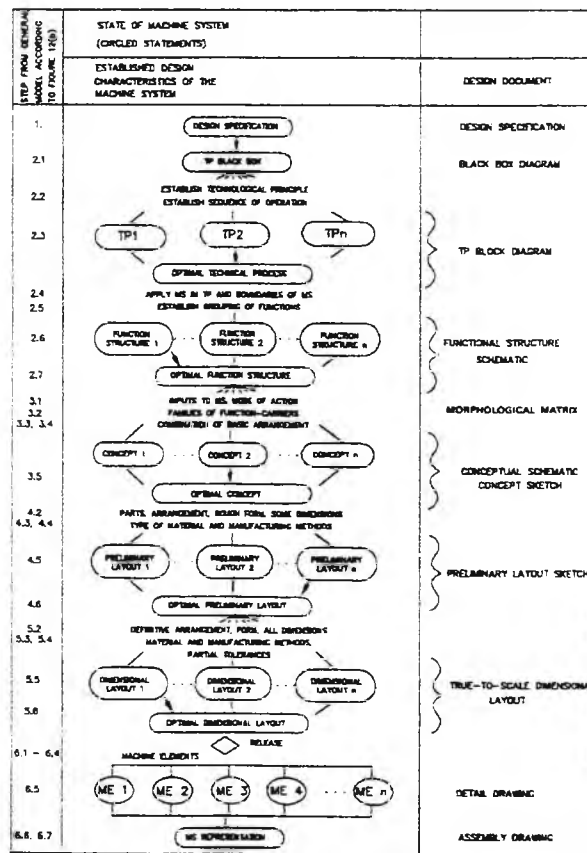 STEP FROM GENERAL
MODEL ACCORDING
TO FIGURE 12(b)
STATE OF MACHINE SYSTEM
(CIRCLED STATEMENTS)
ESTABLISHED DESIGN
CHARACTERISTICS OF THE
MACHINE SYSTEM
DESIGN DOCUMENT
1. DESIGN SPECIFICATION DESIGN SPECIFICATION
2.1 TP BLACK BOX BLACK BOX DIAGRAM
2.2 ESTABLISH TECHNOLOGICAL PRINCIPLE
ESTABLISH SEQUENCE OF OPERATION
2.3 TP1 TP2 TPn
TP BLOCK DIAGRAM
OPTIMAL TECHNICAL PROCESS
2.4 APPLY MS IN TP AND BOUNDARIES OF MS
2.5 ESTABLISH GROUPING OF FUNCTIONS
2.6 FUNCTION STRUCTURE 1 FUNCTION STRUCTURE 2 FUNCTION STRUCTURE n
FUNCTIONAL STRUCTURE
SCHEMATIC
2.7 OPTIMAL FUNCTION STRUCTURE
3.1 INPUTS TO MS, MODE OF ACTION
3.2 FAMILIES OF FUNCTION-CARRIERS MORPHOLOGICAL MATRIX
3.3, 3.4 COMBINATION OF BASIC ARRANGEMENT
CONCEPT 1 CONCEPT 2 CONCEPT n
CONCEPTUAL SCHEMATIC
CONCEPT SKETCH
3.5 OPTIMAL CONCEPT
4.2 PARTS, ARRANGEMENT, ROUGH FORM, SOME DIMENSIONS
4.3, 4.4 TYPE OF MATERIAL AND MANUFACTURING METHODS
4.5 PRELIMINARY LAYOUT 1 PRELIMINARY LAYOUT 2 PRELIMINARY LAYOUT n
PRELIMINARY LAYOUT SKETCH
4.6 OPTIMAL PRELIMINARY LAYOUT
5.2 DEFINITIVE ARRANGEMENT, FORM, ALL DIMENSIONS
5.3, 5.4 MATERIAL AND MANUFACTURING METHODS,
PARTIAL TOLERANCES
5.5 DIMENSIONAL LAYOUT 1 DIMENSIONAL LAYOUT 2 DIMENSIONAL LAYOUT n
TRUE-TO-SCALE DIMENSIONAL
LAYOUT
5.6 OPTIMAL DIMENSIONAL LAYOUT
RELEASE
6.1 - 6.4 MACHINE ELEMENTS
6.5 ME 1 ME 2 ME 3 ME 4 ME n DETAIL DRAWING
6.6, 6.7 MS REPRESENTATION ASSEMBLY DRAWING